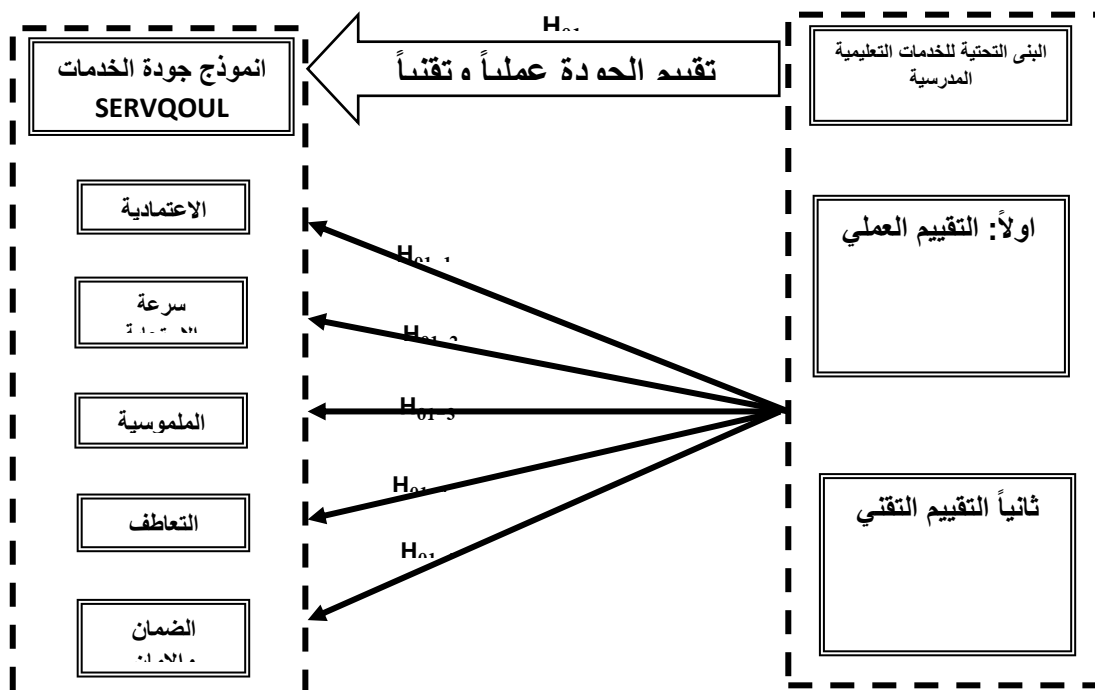 H₀₁
البنى التحتية للخدمات التعليمية
المدرسية
تقييم الجودة عملياً وتقنياً
انموذج جودة الخدمات
SERVQOUL
اولاً: التقييم العملي
ثانياً التقييم التقني
الاعتمادية
سرعة
الملموسية
التعاطف
الضمان
H₀₁₋₁
H₀₁₋₂
H₀₁₋₃